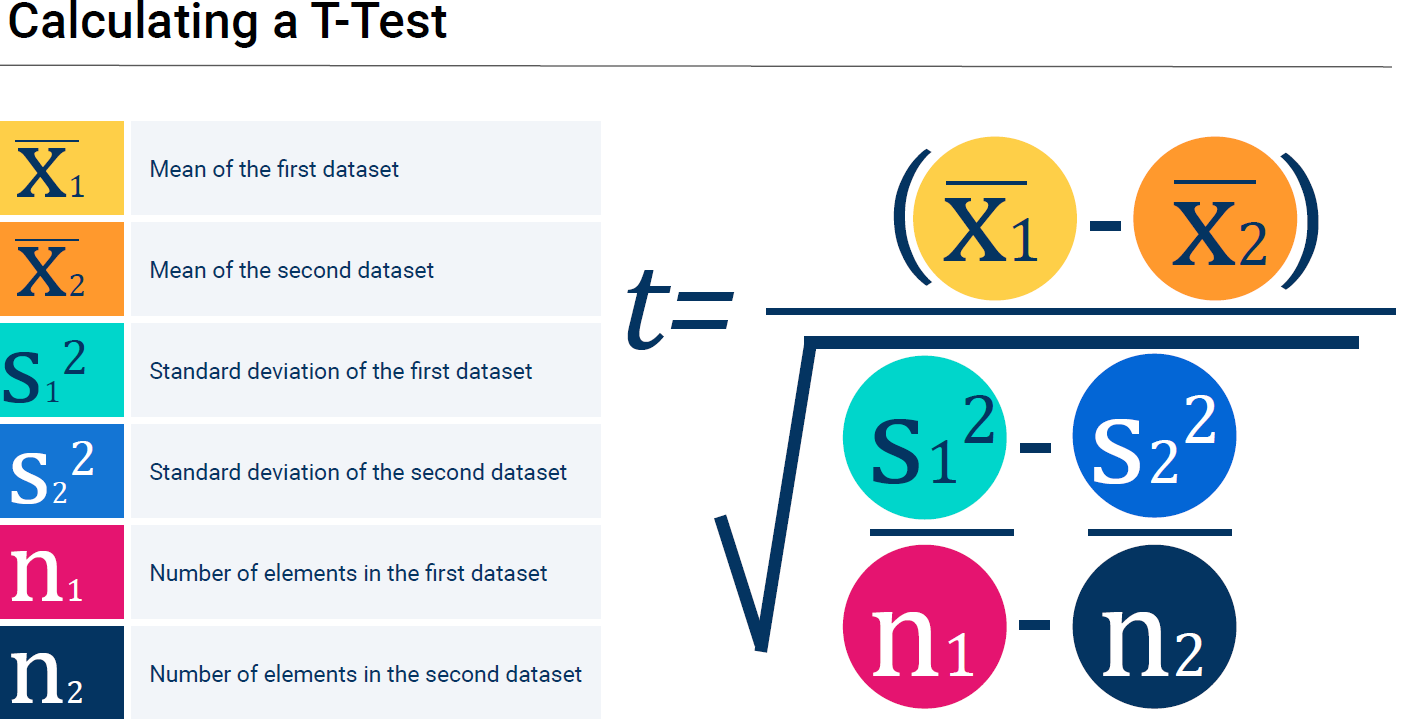 Calculating a T-Test
x̄₁ Mean of the first dataset
x̄₂ Mean of the second dataset
s₁² Standard deviation of the first dataset
s₂² Standard deviation of the second dataset
n₁ Number of elements in the first dataset
n₂ Number of elements in the second dataset
(x̄₁ - x̄₂)
t=
√ s₁² - s₂²
n₁ - n₂